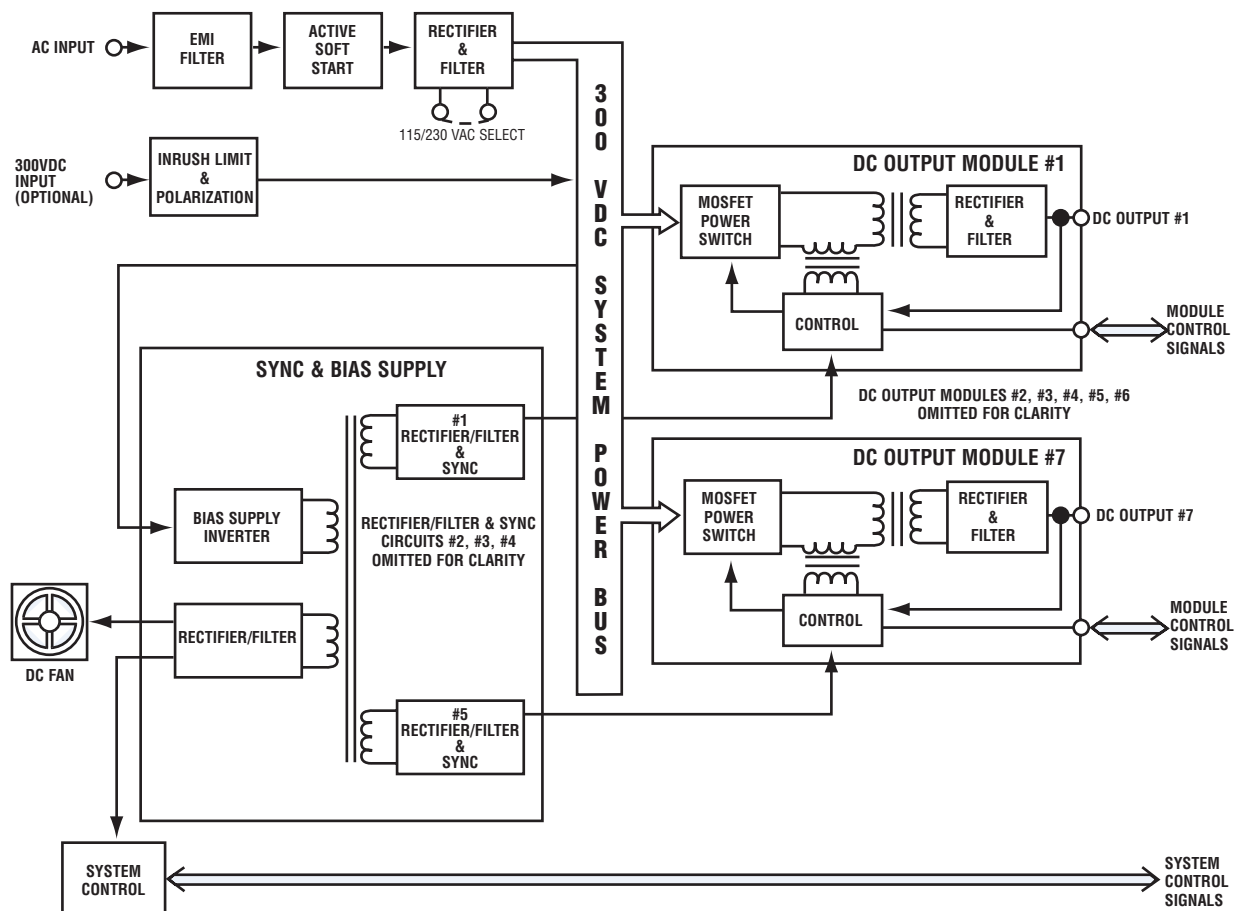 AC INPUT
EMI
FILTER
ACTIVE
SOFT
START
RECTIFIER
&
FILTER
115/230 VAC SELECT
300VDC
INPUT
(OPTIONAL)
INRUSH LIMIT
&
POLARIZATION
300 VDC SYSTEM POWER BUS
DC OUTPUT MODULE #1
MOSFET
POWER
SWITCH
RECTIFIER
&
FILTER
DC OUTPUT #1
CONTROL
MODULE
CONTROL
SIGNALS
DC OUTPUT MODULES #2, #3, #4, #5, #6
OMITTED FOR CLARITY
SYNC & BIAS SUPPLY
#1
RECTIFIER/FILTER
&
SYNC
BIAS SUPPLY
INVERTER
RECTIFIER/FILTER & SYNC
CIRCUITS #2, #3, #4
OMITTED FOR CLARITY
RECTIFIER/FILTER
DC FAN
#5
RECTIFIER/FILTER
&
SYNC
DC OUTPUT MODULE #7
MOSFET
POWER
SWITCH
RECTIFIER
&
FILTER
DC OUTPUT #7
CONTROL
MODULE
CONTROL
SIGNALS
SYSTEM
CONTROL
SYSTEM
CONTROL
SIGNALS